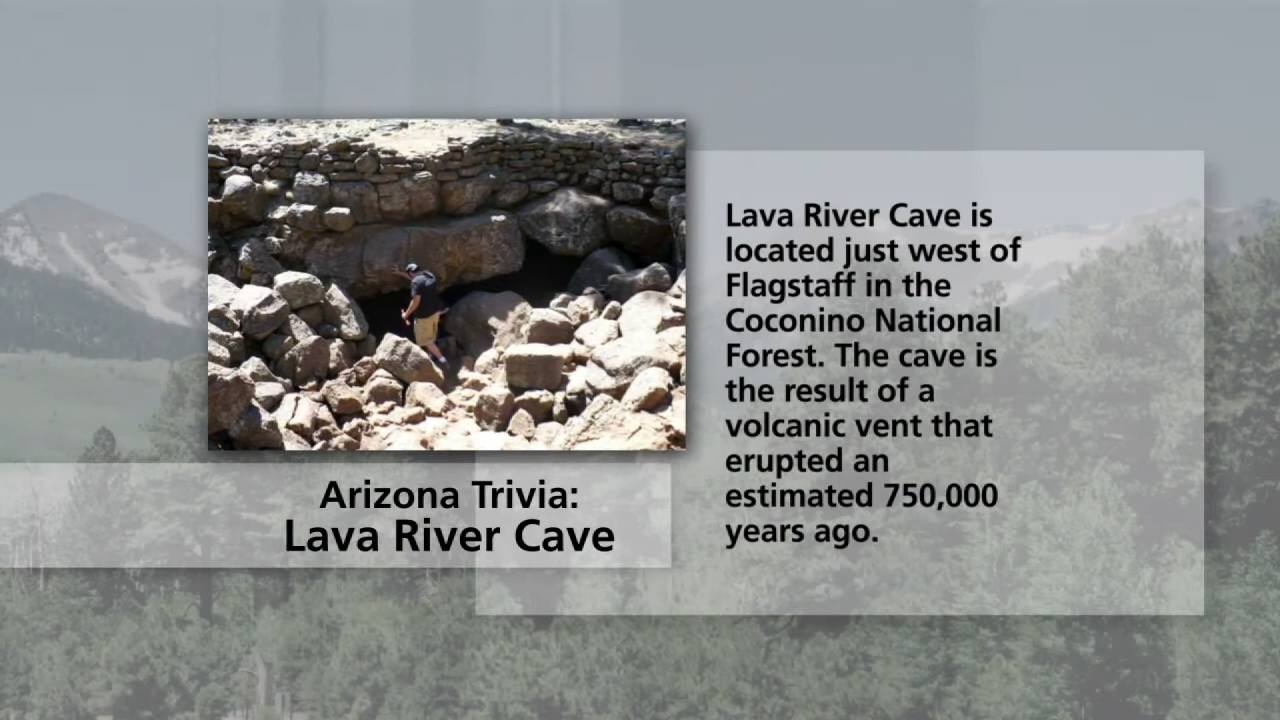 Arizona Trivia:
Lava River Cave
Lava River Cave is
located just west of
Flagstaff in the
Coconino National
Forest. The cave is
the result of a
volcanic vent that
erupted an
estimated 750,000
years ago.